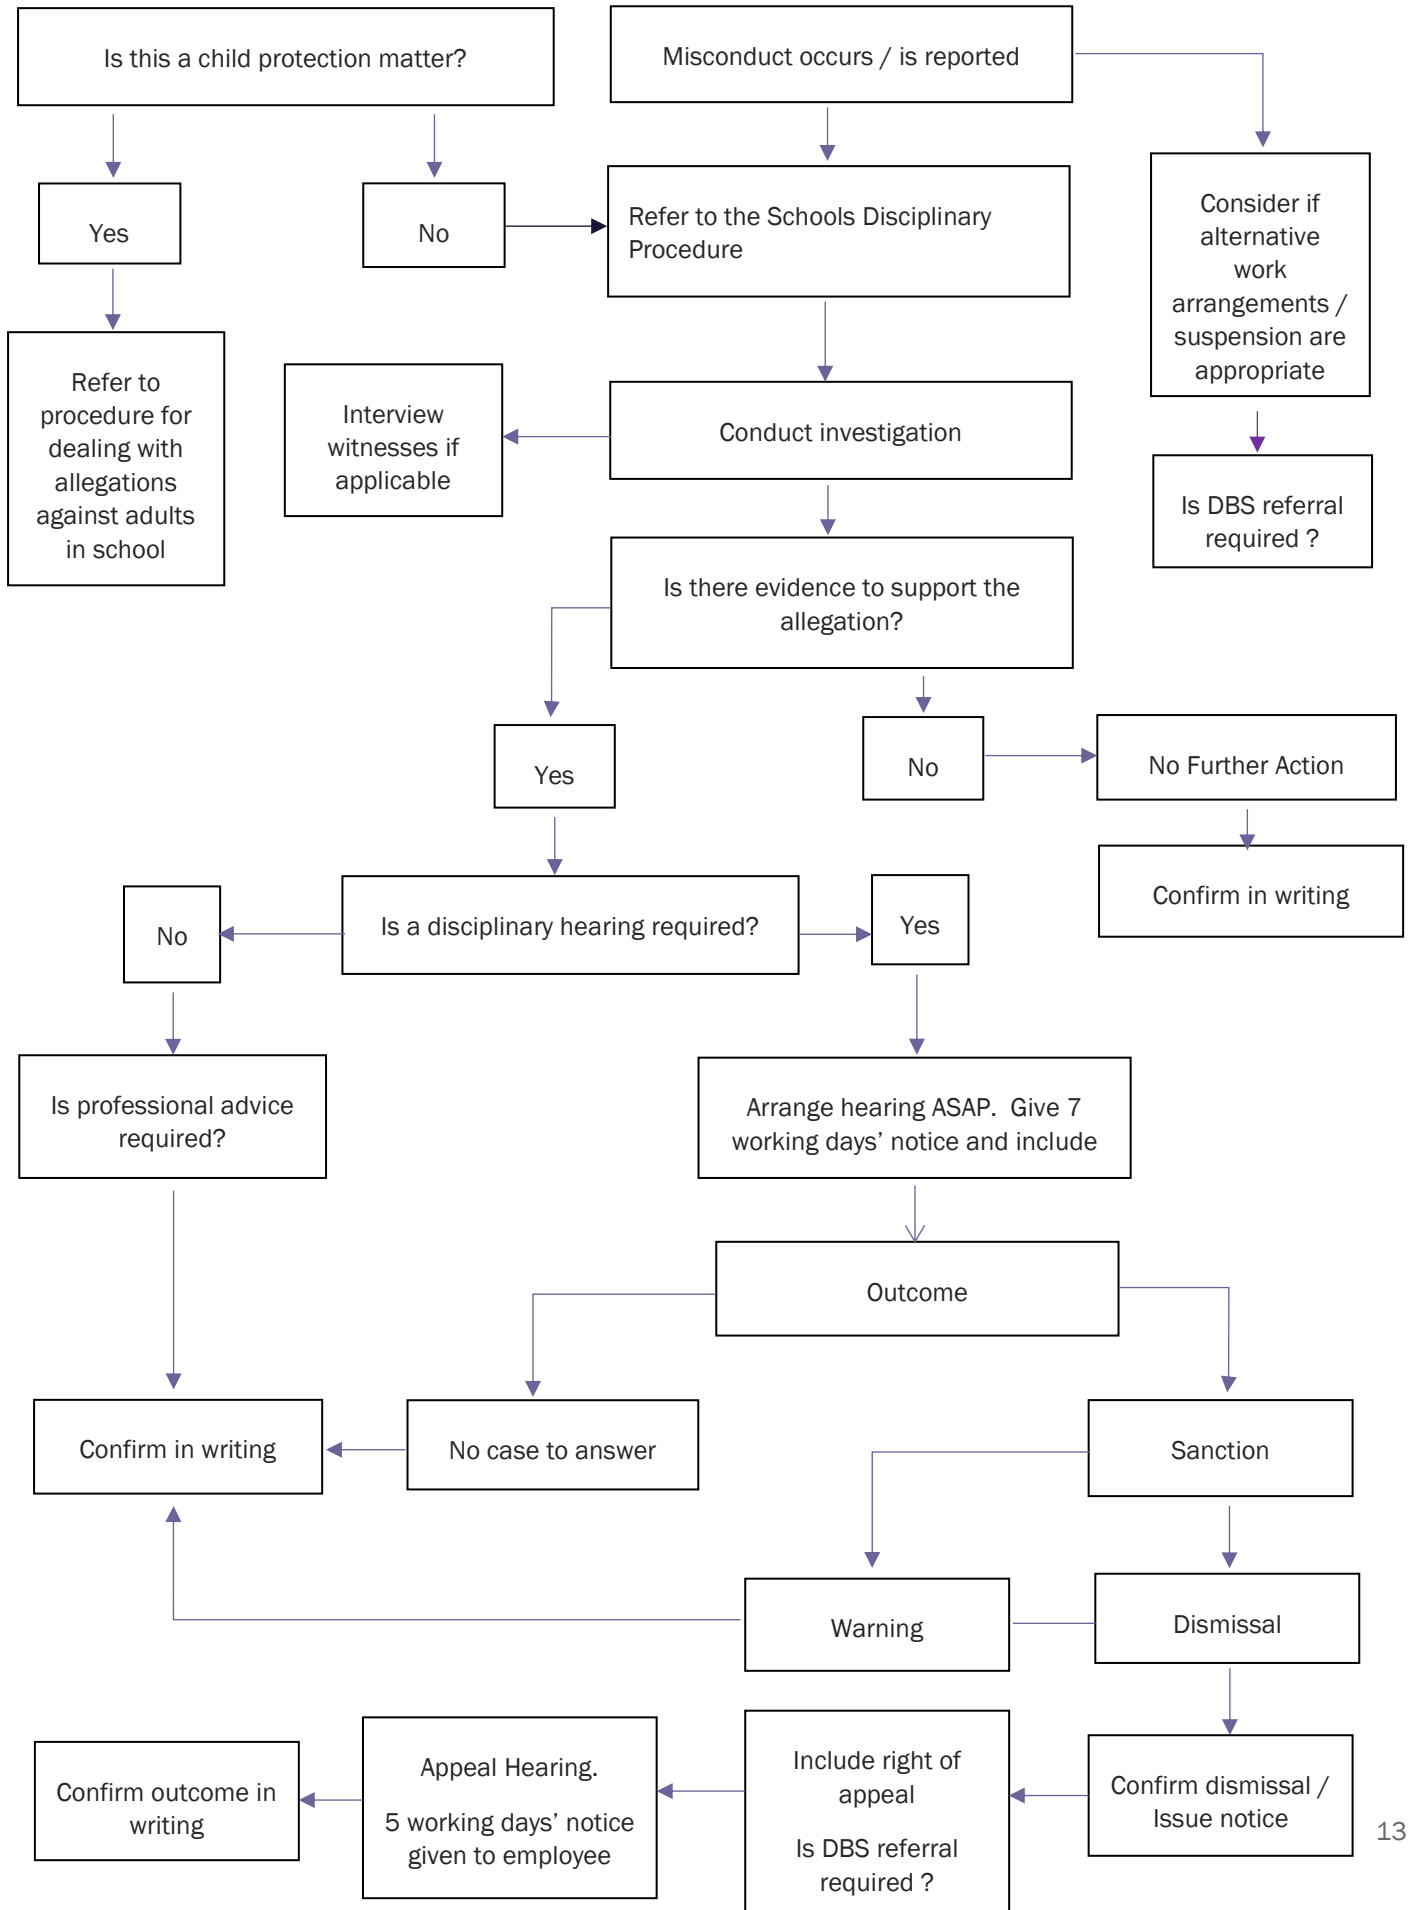 Is this a child protection matter?
Misconduct occurs / is reported
Yes
No
Refer to the Schools Disciplinary
Procedure
Consider if
alternative
work
arrangements /
suspension are
appropriate
Refer to
procedure for
dealing with
allegations
against adults
in school
Interview
witnesses if
applicable
Conduct investigation
Is DBS referral
required ?
Is there evidence to support the
allegation?
Yes
No
No Further Action
Confirm in writing
No
Is a disciplinary hearing required?
Yes
Is professional advice
required?
Arrange hearing ASAP.  Give 7
working days’ notice and include
Outcome
Confirm in writing
No case to answer
Sanction
Warning
Dismissal
Confirm outcome in
writing
Appeal Hearing.
5 working days’ notice
given to employee
Include right of
appeal
Is DBS referral
required ?
Confirm dismissal /
Issue notice
13